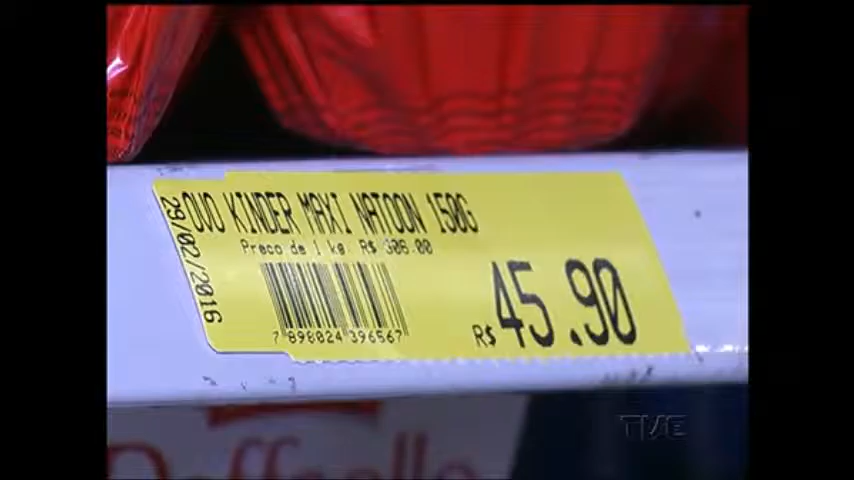 OVO KINDER MAXI NATOON 150G
Preco de 1 kg R$ 306.00
29/02/2016
7 898024 396567
R$ 45.90
Raffaello
TVE